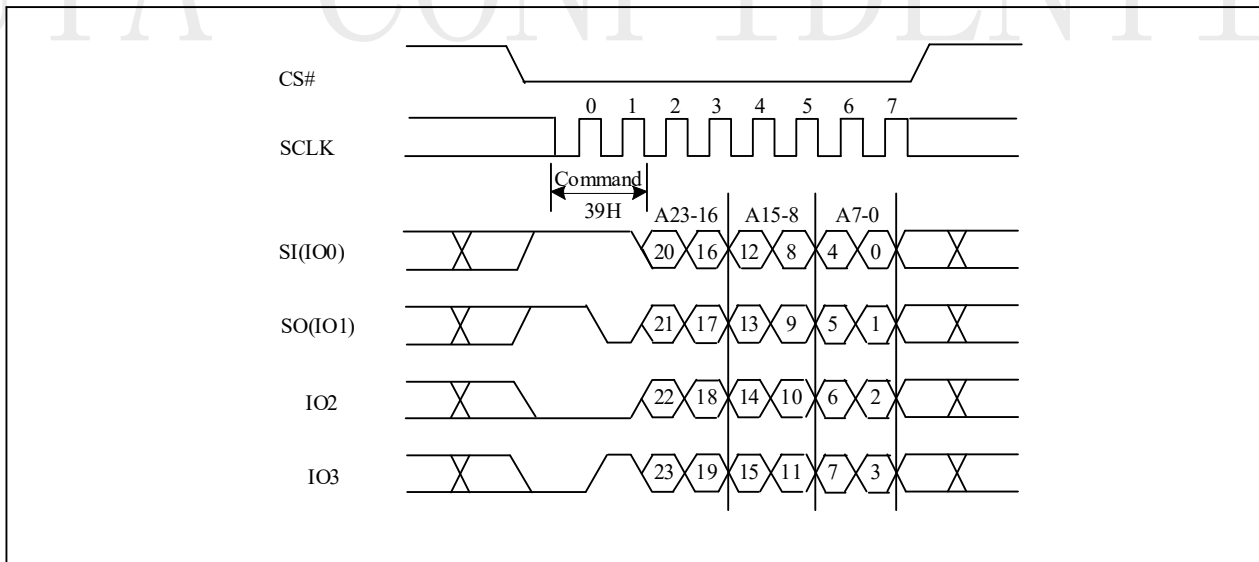 CONFIDENTI
CS#
0 1 2 3 4 5 6 7
SCLK
Command
39H
A23-16 A15-8 A7-0
SI(IO0)
20 16 12 8 4 0
SO(IO1)
21 17 13 9 5 1
IO2
22 18 14 10 6 2
IO3
23 19 15 11 7 3